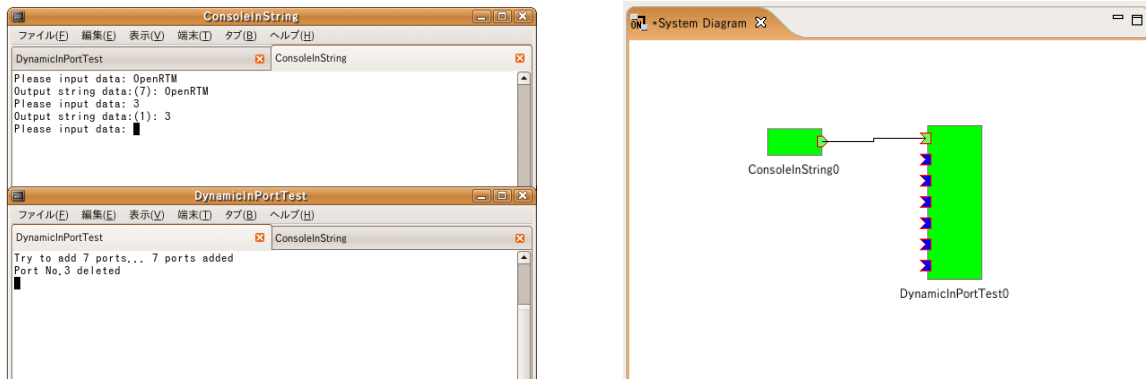 ConsoleInString
ファイル(F) 編集(E) 表示(V) 端末(T) タブ(B) ヘルプ(H)
DynamicInPortTest ConsoleInString
Please input data: OpenRTM
Output string data:(7): OpenRTM
Please input data: 3
Output string data:(1): 3
Please input data:
DynamicInPortTest
ファイル(F) 編集(E) 表示(V) 端末(T) タブ(B) ヘルプ(H)
DynamicInPortTest ConsoleInString
Try to add 7 ports... 7 ports added
Port No.3 deleted
ON *System Diagram
ConsoleInString0
DynamicInPortTest0